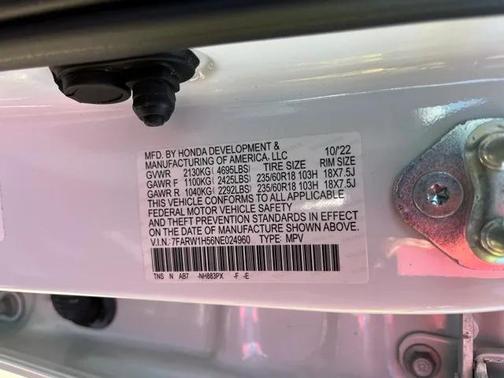 MFD. BY HONDA DEVELOPMENT & 10/'22
MANUFACTURING OF AMERICA, LLC TIRE SIZE RIM SIZE
GVWR 2130KG( 4695LBS)
GAWR F 1100KG( 2425LBS) 235/60R18 103H 18X7.5J
GAWR R 1040KG( 2292LBS) 235/60R18 103H 18X7.5J
THIS VEHICLE CONFORMS TO ALL APPLICABLE
FEDERAL MOTOR VEHICLE SAFETY
AND THEFT PREVENTION STANDARDS IN EFFECT
ON THE DATE OF MANUFACTURE SHOWN ABOVE.
V.I.N.: 7FARW1H56NE024960 TYPE: MPV
TNS N AB7 -NH883PX -F -E